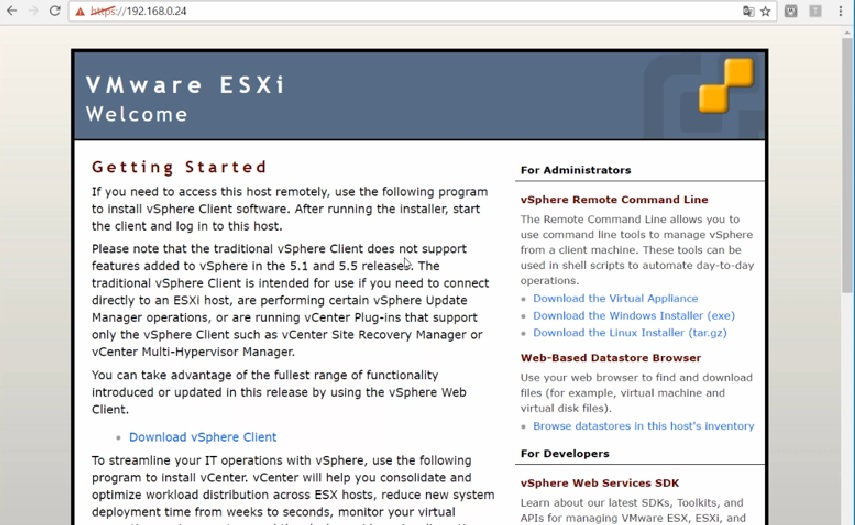 https://192.168.0.24
VMware ESXi
Welcome
Getting Started
If you need to access this host remotely, use the following program
to install vSphere Client software. After running the installer, start
the client and log in to this host.
Please note that the traditional vSphere Client does not support
features added to vSphere in the 5.1 and 5.5 releases. The
traditional vSphere Client is intended for use if you need to connect
directly to an ESXi host, are performing certain vSphere Update
Manager operations, or are running vCenter Plug-ins that support
only the vSphere Client such as vCenter Site Recovery Manager or
vCenter Multi-Hypervisor Manager.
You can take advantage of the fullest range of functionality
introduced or updated in this release by using the vSphere Web
Client.
Download vSphere Client
To streamline your IT operations with vSphere, use the following
program to install vCenter. vCenter will help you consolidate and
optimize workload distribution across ESX hosts, reduce new system
deployment time from weeks to seconds, monitor your virtual
For Administrators
vSphere Remote Command Line
The Remote Command Line allows you to
use command line tools to manage vSphere
from a client machine. These tools can be
used in shell scripts to automate day-to-day
operations.
Download the Virtual Appliance
Download the Windows Installer (exe)
Download the Linux Installer (tar.gz)
Web-Based Datastore Browser
Use your web browser to find and download
files (for example, virtual machine and
virtual disk files).
Browse datastores in this host's inventory
For Developers
vSphere Web Services SDK
Learn about our latest SDKs, Toolkits, and
APIs for managing VMware ESX, ESXi, and